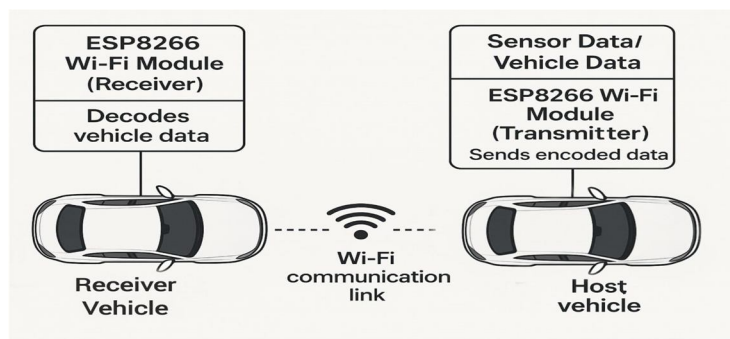 ESP8266
Wi-Fi Module
(Receiver)
Decodes
vehicle data
Sensor Data/
Vehicle Data
ESP8266 Wi-Fi
Module
(Transmitter)
Sends encoded data
Wi-Fi
communication
link
Receiver
Vehicle
Host
vehicle